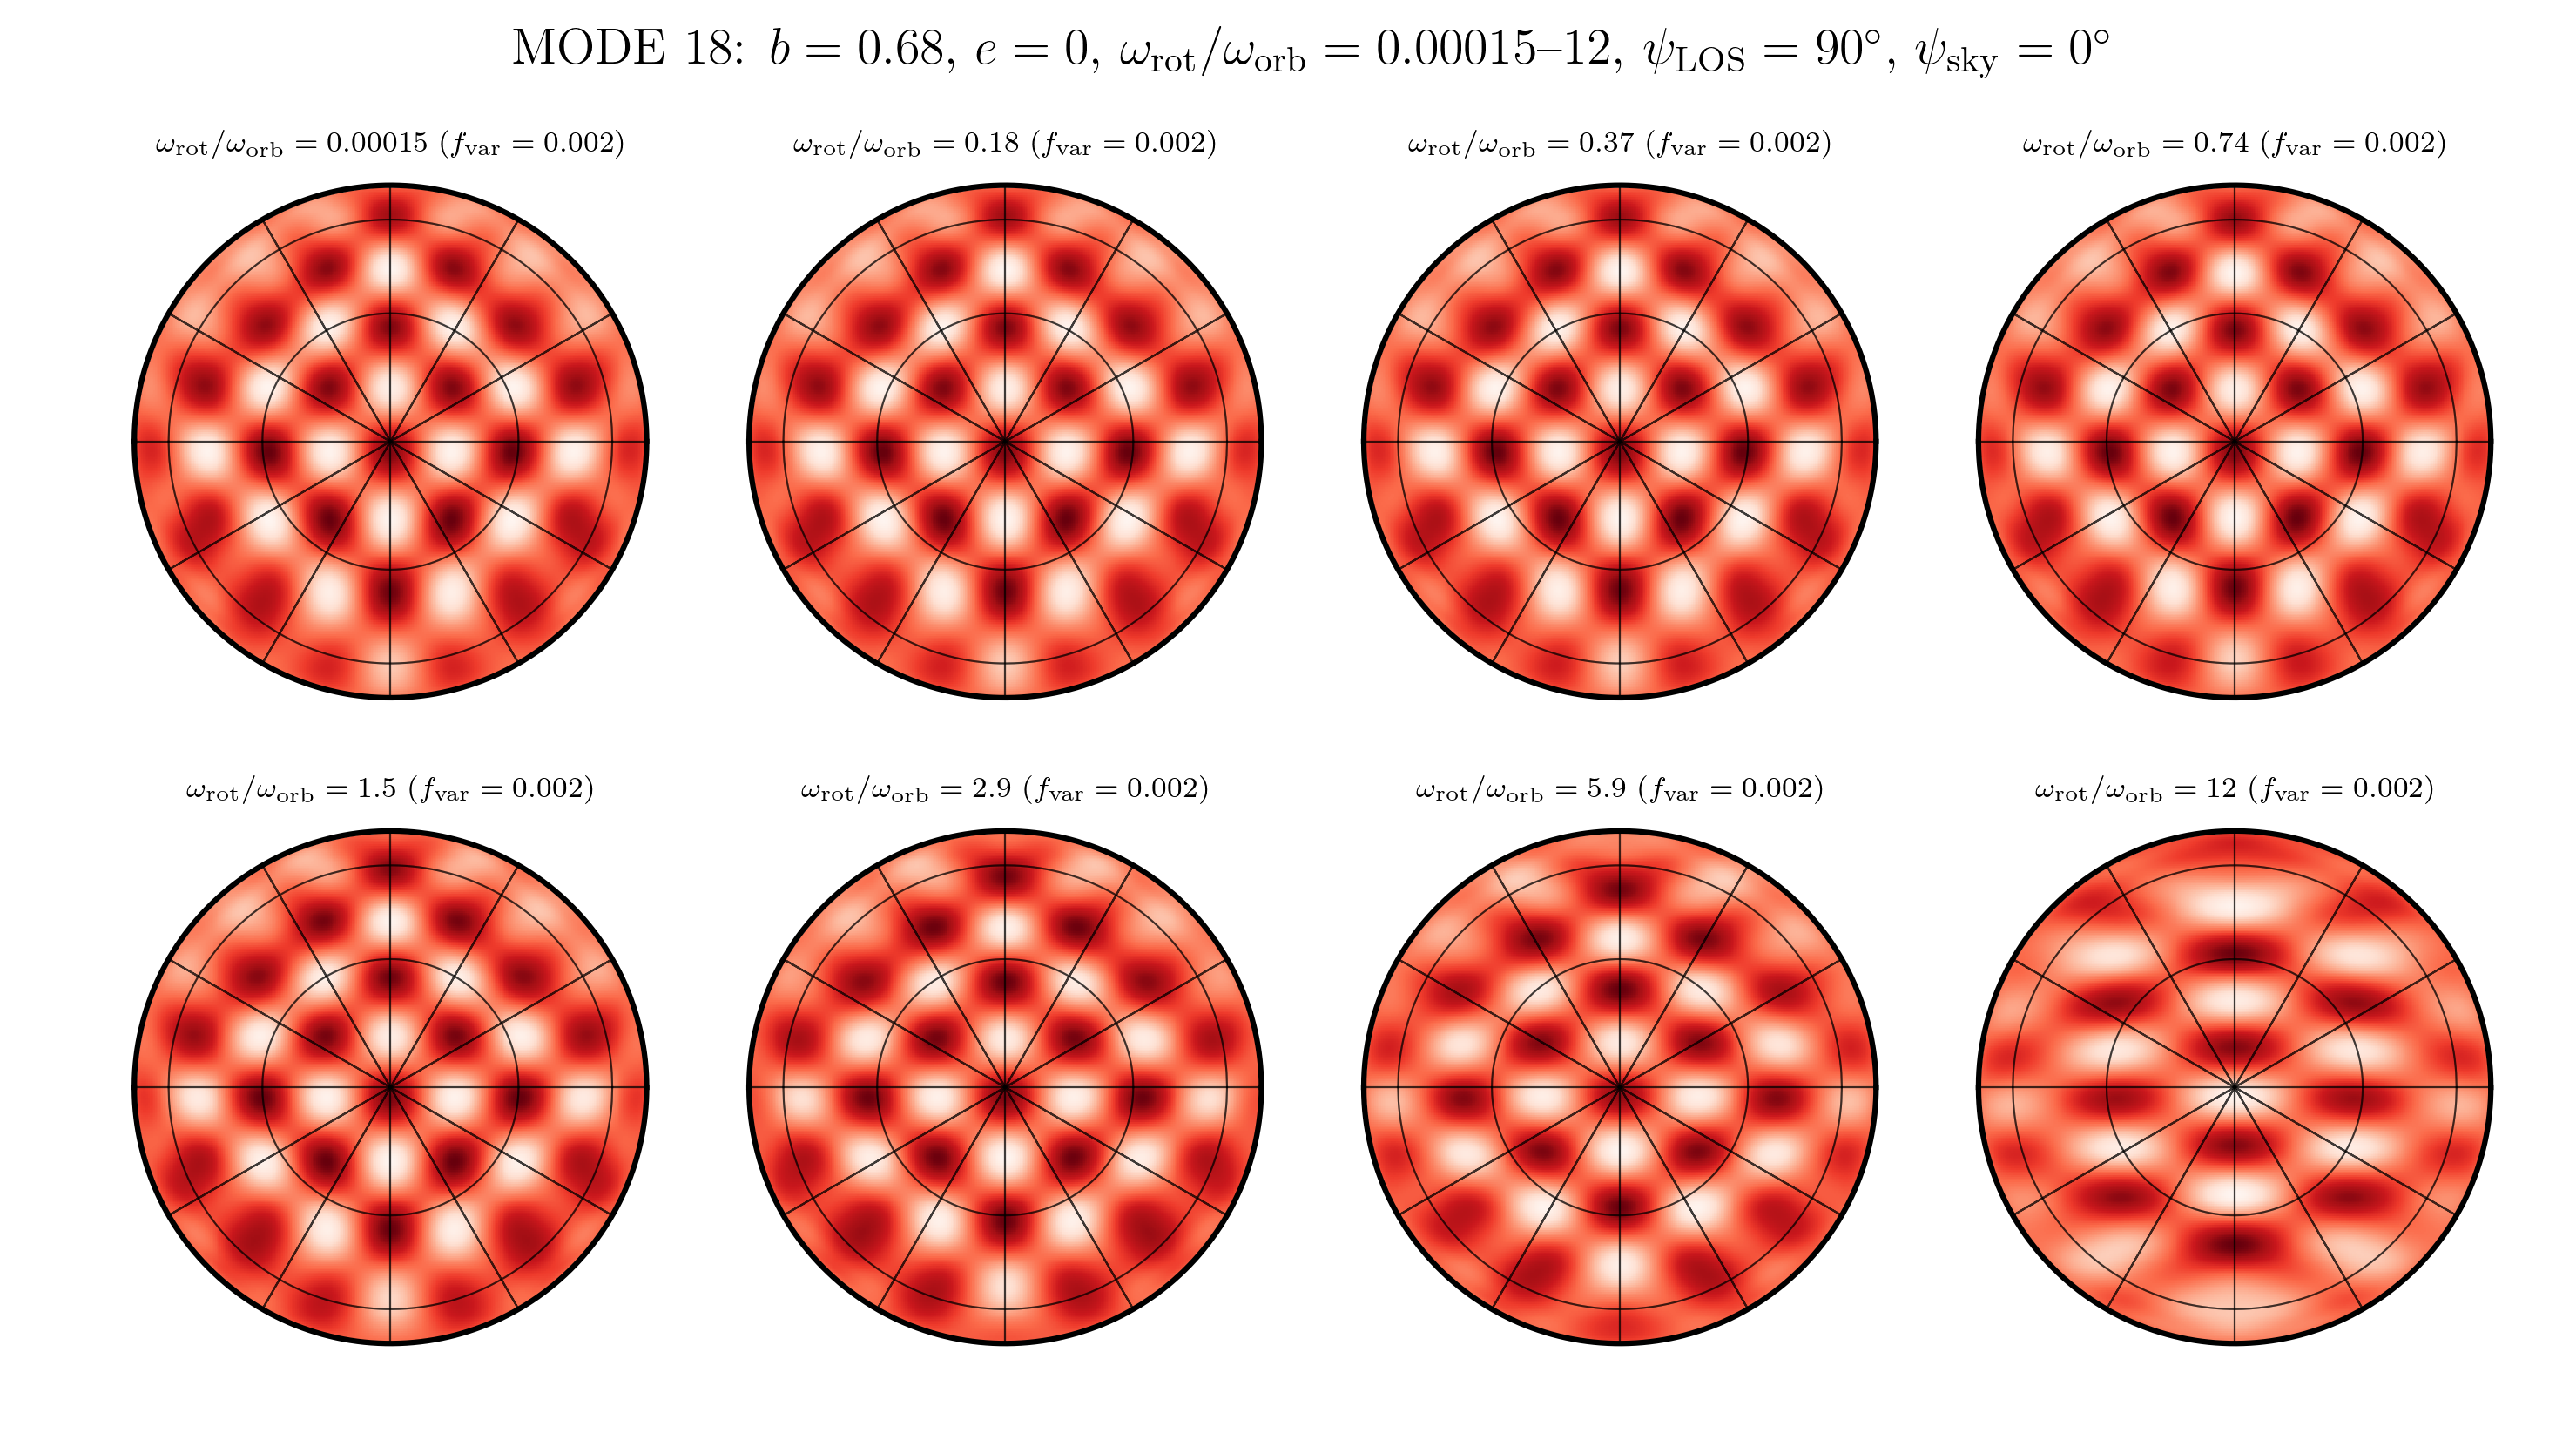 MODE 18: b = 0.68, e = 0, ω_rot/ω_orb = 0.00015–12, ψ_LOS = 90°, ψ_sky = 0°
ω_rot/ω_orb = 0.00015 (f_var = 0.002)
ω_rot/ω_orb = 0.18 (f_var = 0.002)
ω_rot/ω_orb = 0.37 (f_var = 0.002)
ω_rot/ω_orb = 0.74 (f_var = 0.002)
ω_rot/ω_orb = 1.5 (f_var = 0.002)
ω_rot/ω_orb = 2.9 (f_var = 0.002)
ω_rot/ω_orb = 5.9 (f_var = 0.002)
ω_rot/ω_orb = 12 (f_var = 0.002)